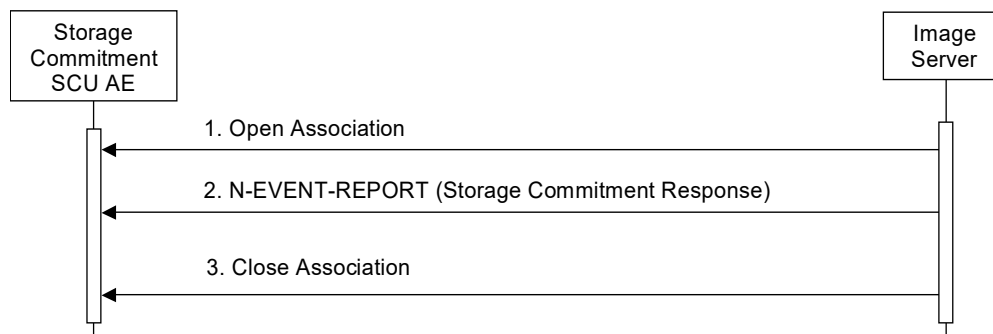 Storage
Commitment
SCU AE
Image
Server
1. Open Association
2. N-EVENT-REPORT (Storage Commitment Response)
3. Close Association